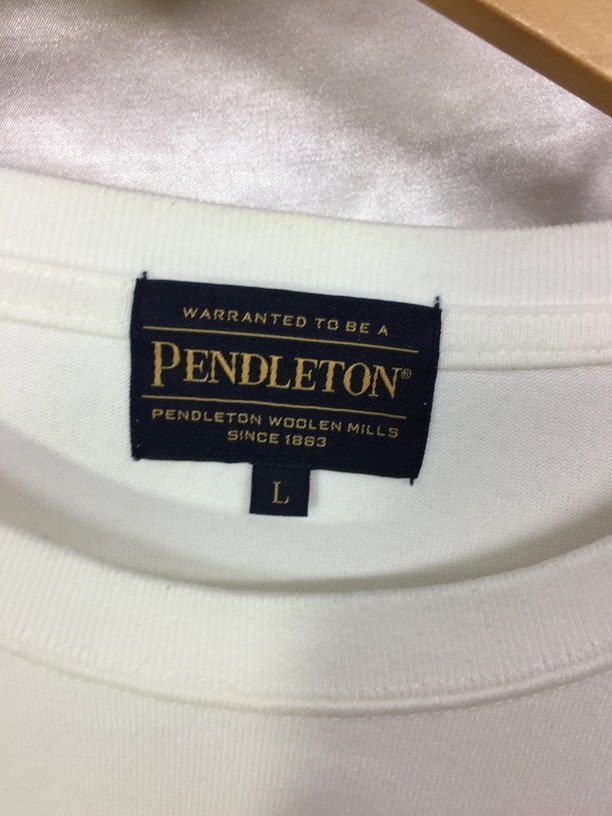 WARRANTED TO BE A
PENDLETON®
PENDLETON WOOLEN MILLS
SINCE 1863
L